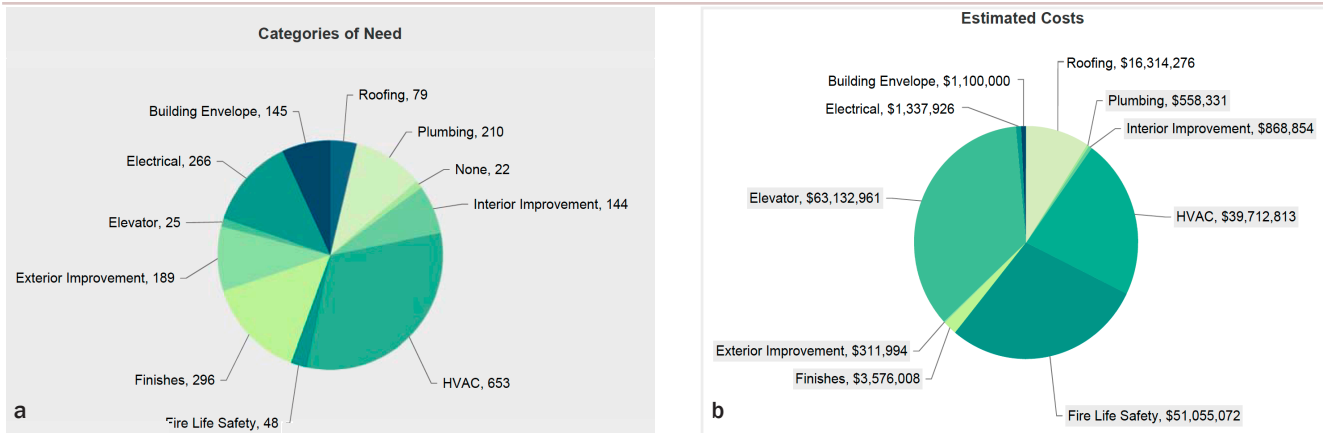 Categories of Need
Roofing, 79
Building Envelope, 145
Plumbing, 210
Electrical, 266
None, 22
Interior Improvement, 144
Elevator, 25
Exterior Improvement, 189
Finishes, 296
HVAC, 653
Fire Life Safety, 48
a
Estimated Costs
Roofing, $16,314,276
Building Envelope, $1,100,000
Plumbing, $558,331
Electrical, $1,337,926
Interior Improvement, $868,854
Elevator, $63,132,961
HVAC, $39,712,813
Exterior Improvement, $311,994
Finishes, $3,576,008
Fire Life Safety, $51,055,072
b